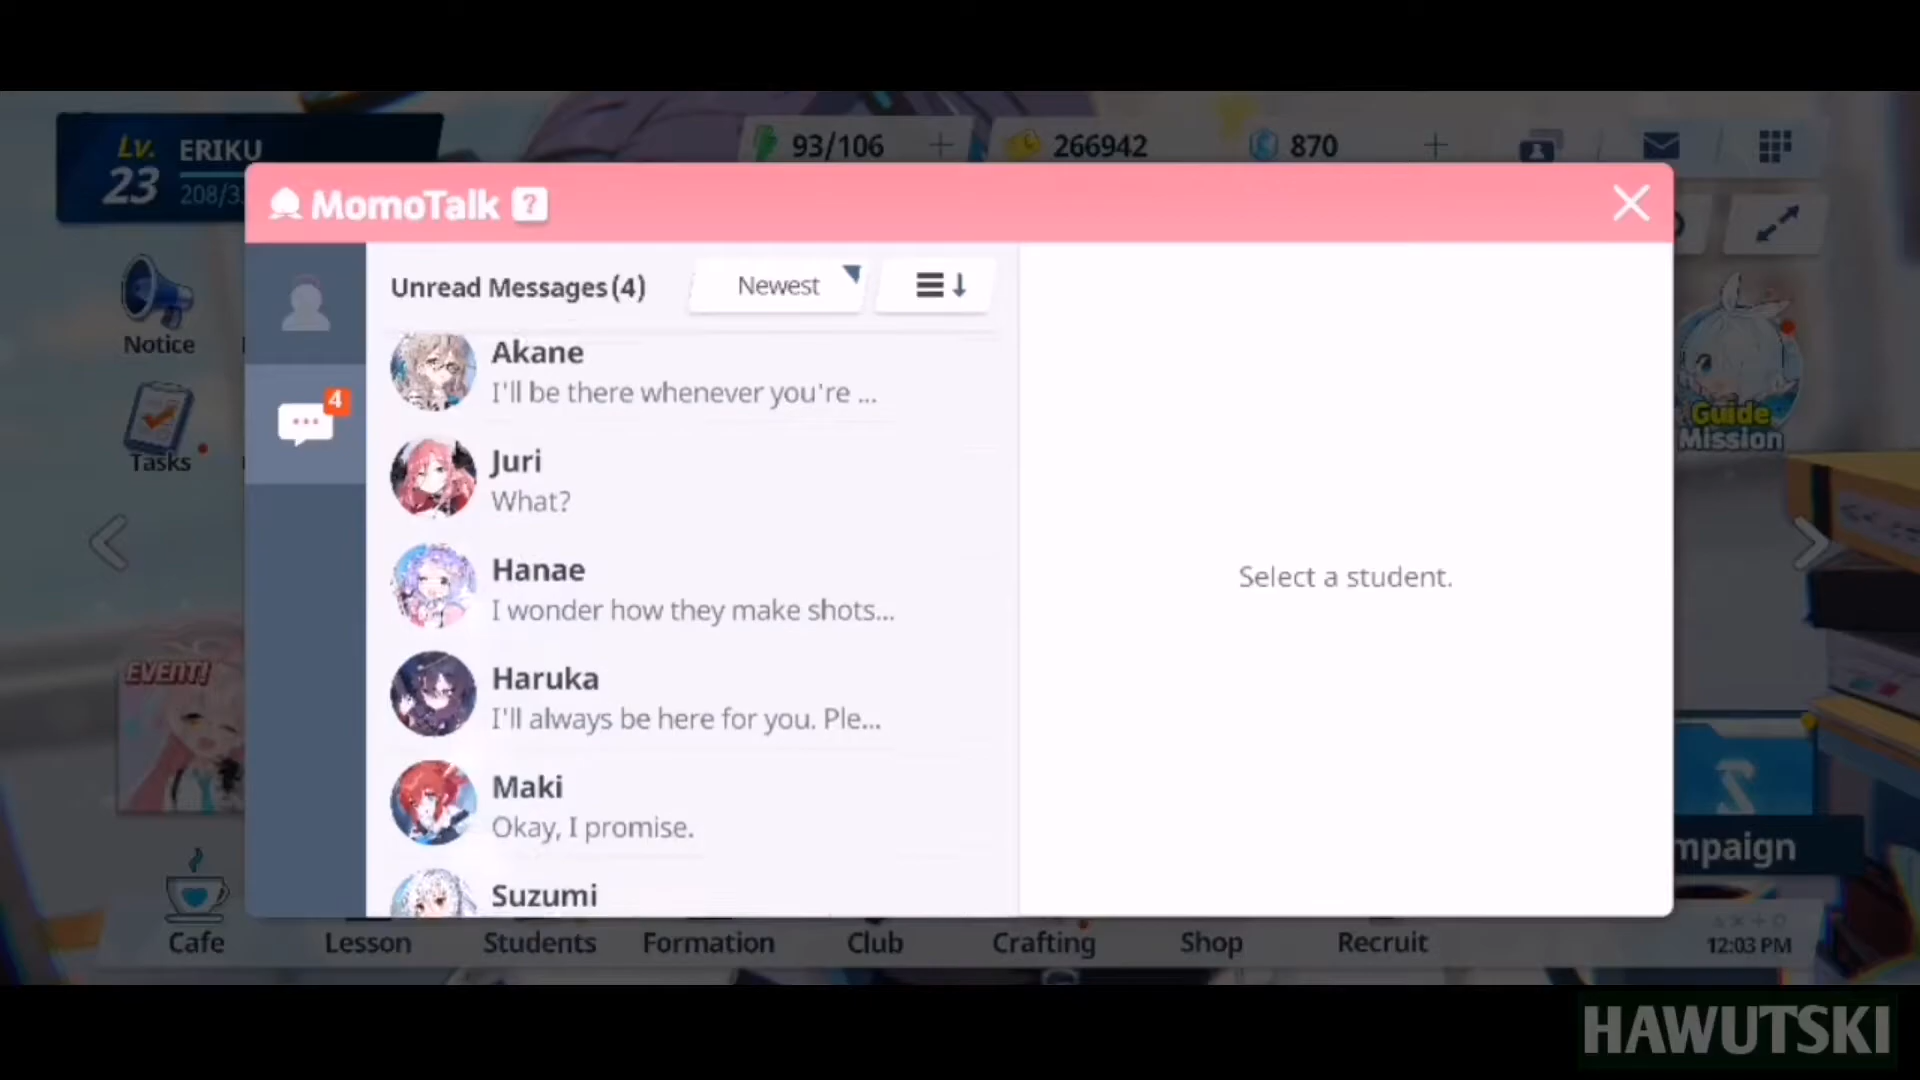 Lv. ERIKU
23
93/106
266942
870
MomoTalk ?
Unread Messages (4)
Newest
4
Akane
I'll be there whenever you're ...
Juri
What?
Hanae
I wonder how they make shots...
Haruka
I'll always be here for you. Ple...
Maki
Okay, I promise.
Suzumi
Select a student.
Notice
Tasks
Guide
Mission
EVENT!
mpaign
Cafe
Lesson
Students
Formation
Club
Crafting
Shop
Recruit
12:03 PM
HAWUTSKI